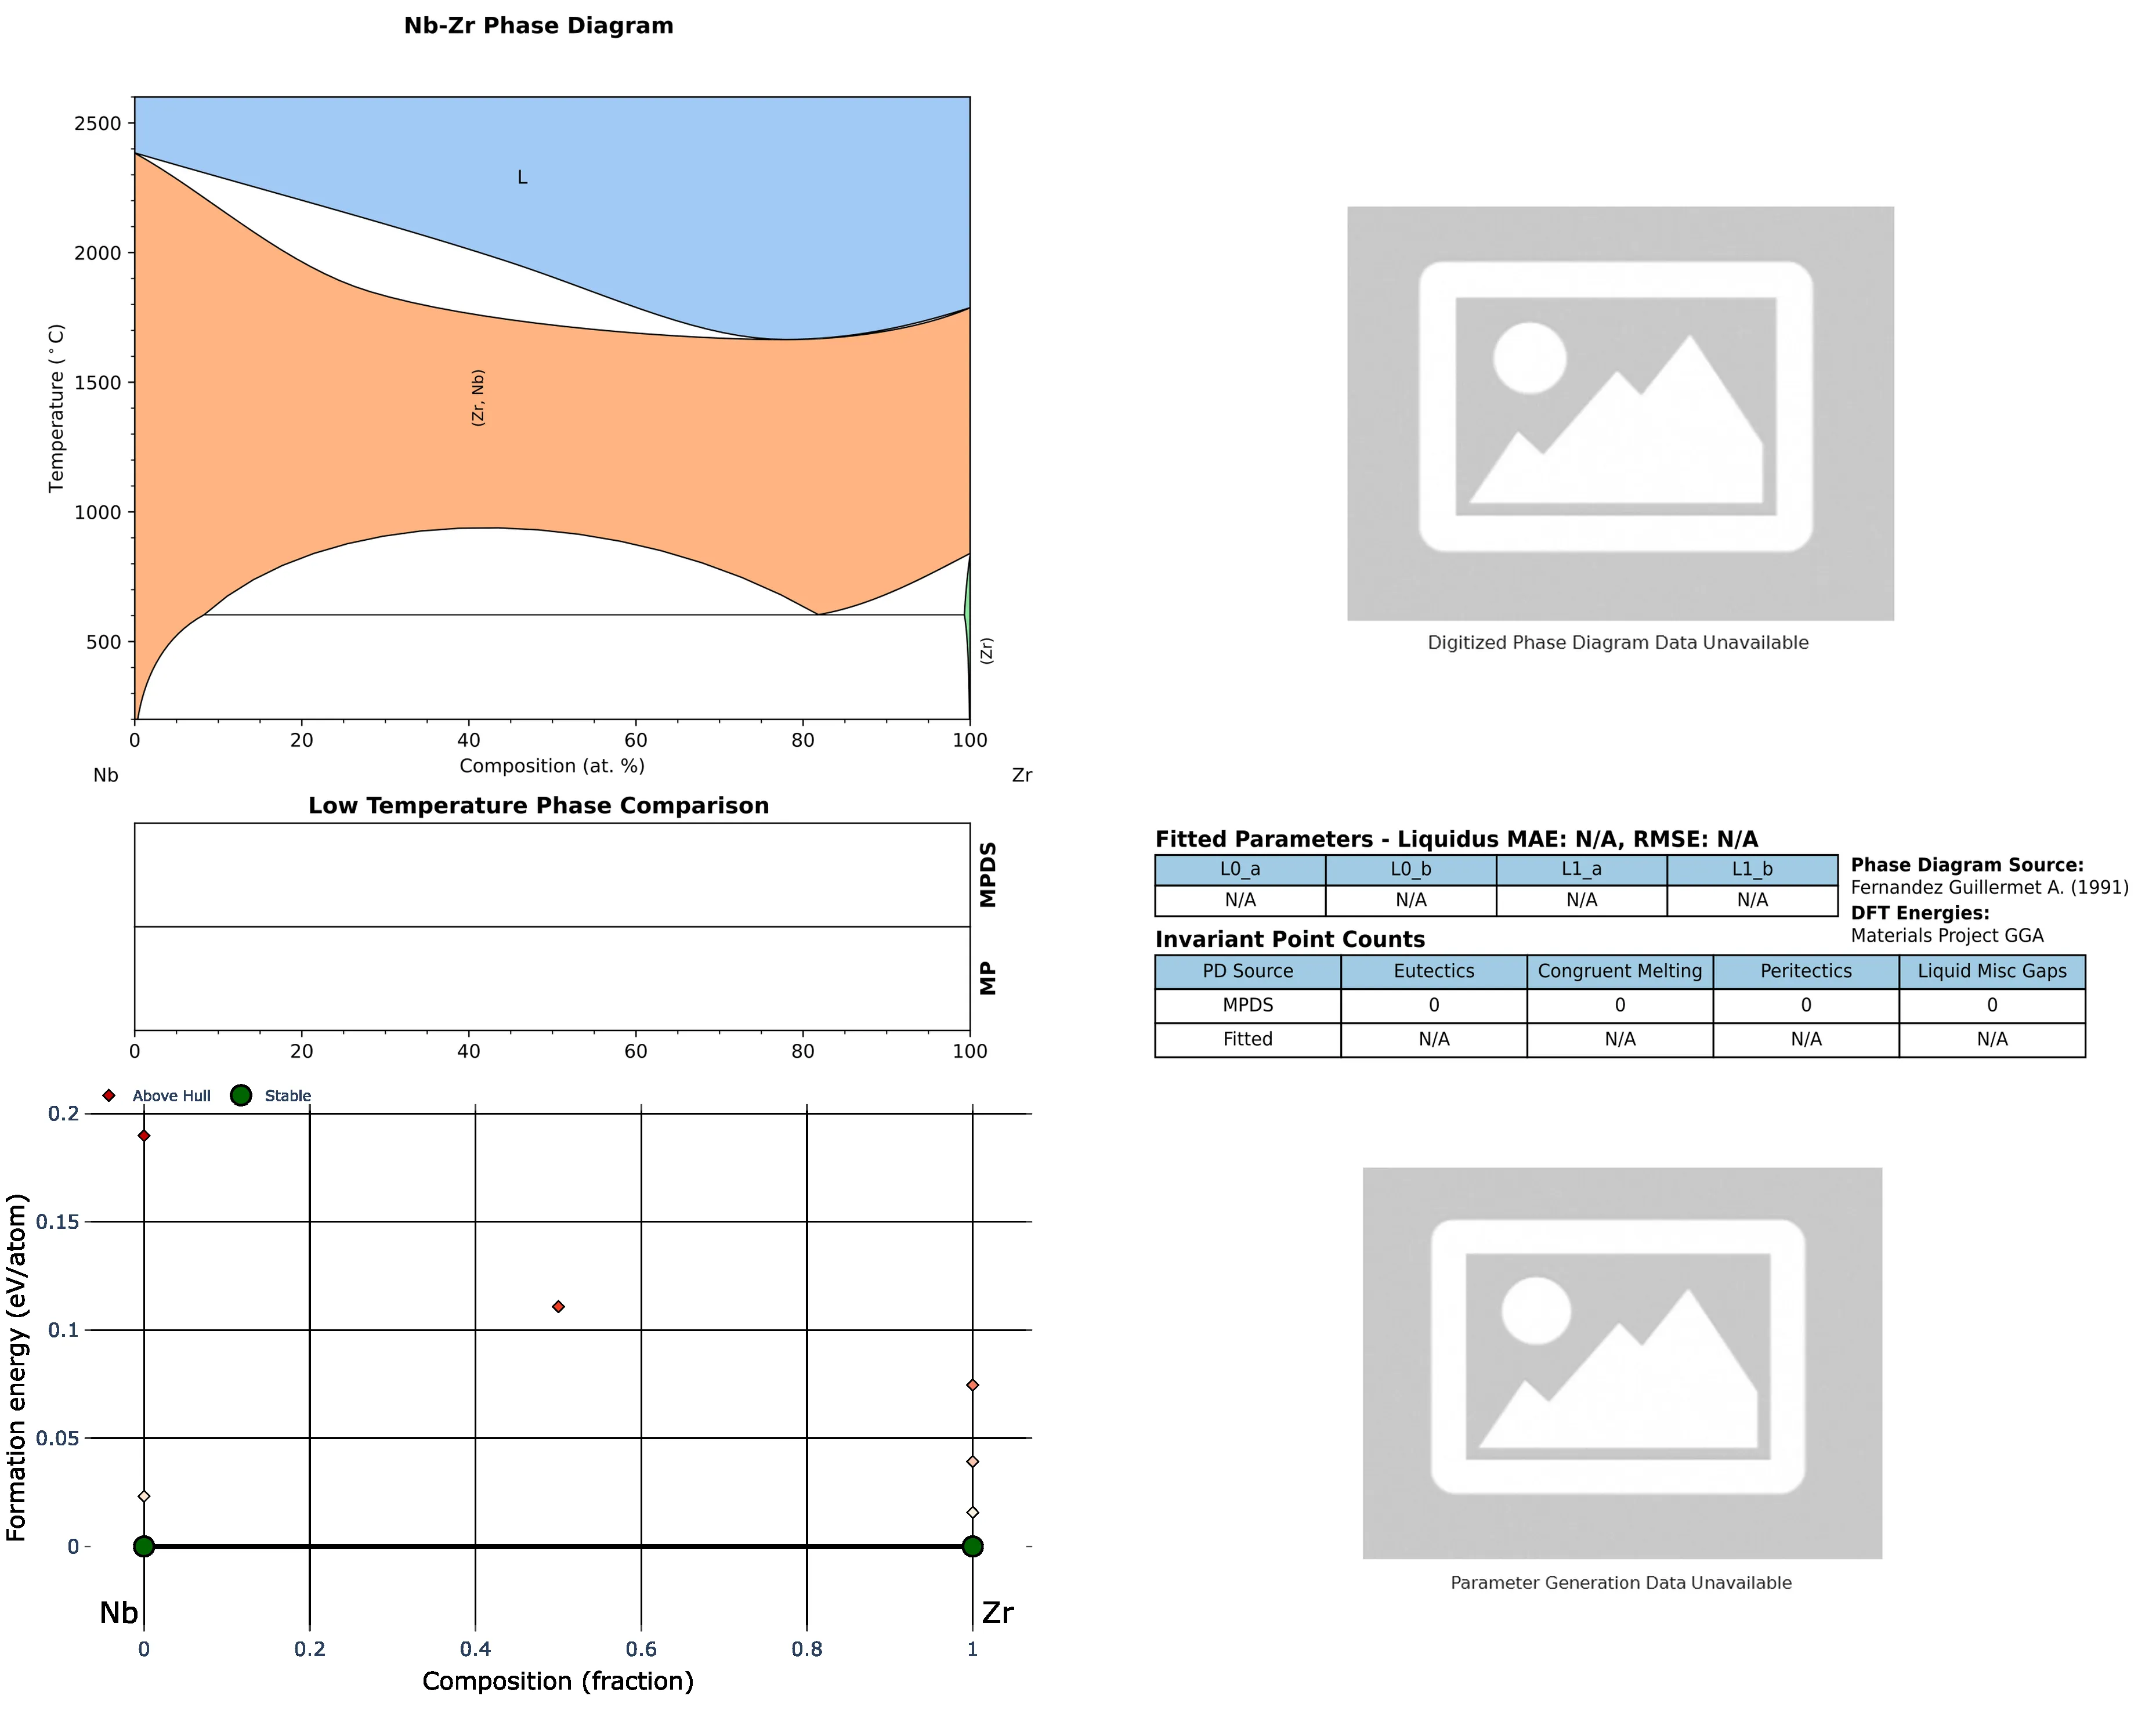 Nb-Zr Phase Diagram
2500
2000
1500
1000
500
Temperature (°C)
L
(Zr, Nb)
(Zr)
0 20 40 60 80 100
Composition (at. %)
Nb Zr
Digitized Phase Diagram Data Unavailable
Low Temperature Phase Comparison
MPDS
MP
0 20 40 60 80 100
Fitted Parameters - Liquidus MAE: N/A, RMSE: N/A
L0_a L0_b L1_a L1_b
N/A N/A N/A N/A
Phase Diagram Source:
Fernandez Guillermet A. (1991)
DFT Energies:
Materials Project GGA
Invariant Point Counts
PD Source Eutectics Congruent Melting Peritectics Liquid Misc Gaps
MPDS 0 0 0 0
Fitted N/A N/A N/A N/A
Above Hull Stable
0.2
0.15
0.1
0.05
0
Formation energy (eV/atom)
Nb Zr
0 0.2 0.4 0.6 0.8 1
Composition (fraction)
Parameter Generation Data Unavailable